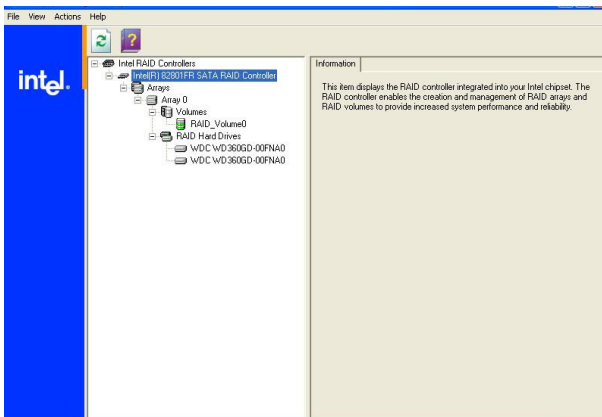 File View Actions Help
intel.
Intel RAID Controllers
Intel(R) 82801FR SATA RAID Controller
Arrays
Array 0
Volumes
RAID_Volume0
RAID Hard Drives
WDC WD360GD-00FNA0
WDC WD360GD-00FNA0
Information
This item displays the RAID controller integrated into your Intel chipset. The
RAID controller enables the creation and management of RAID arrays and
RAID volumes to provide increased system performance and reliability.